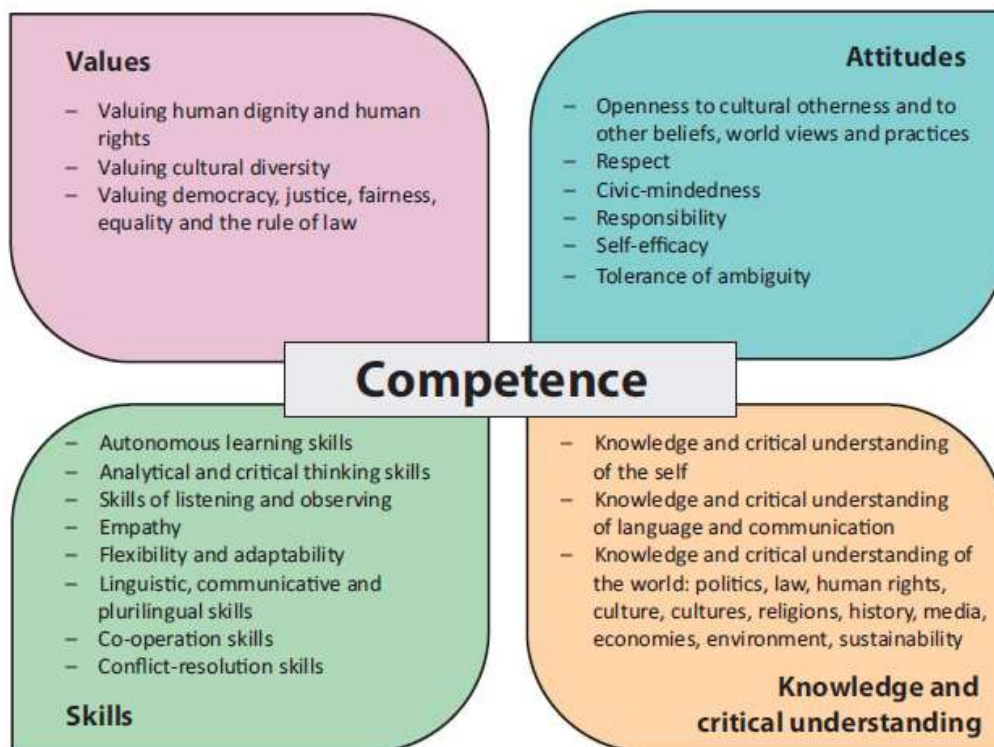 Values
– Valuing human dignity and human
rights
– Valuing cultural diversity
– Valuing democracy, justice, fairness,
equality and the rule of law
Attitudes
– Openness to cultural otherness and to
other beliefs, world views and practices
– Respect
– Civic-mindedness
– Responsibility
– Self-efficacy
– Tolerance of ambiguity
Competence
– Autonomous learning skills
– Analytical and critical thinking skills
– Skills of listening and observing
– Empathy
– Flexibility and adaptability
– Linguistic, communicative and
plurilingual skills
– Co-operation skills
– Conflict-resolution skills
Skills
– Knowledge and critical understanding
of the self
– Knowledge and critical understanding
of language and communication
– Knowledge and critical understanding of
the world: politics, law, human rights,
culture, cultures, religions, history, media,
economies, environment, sustainability
Knowledge and
critical understanding